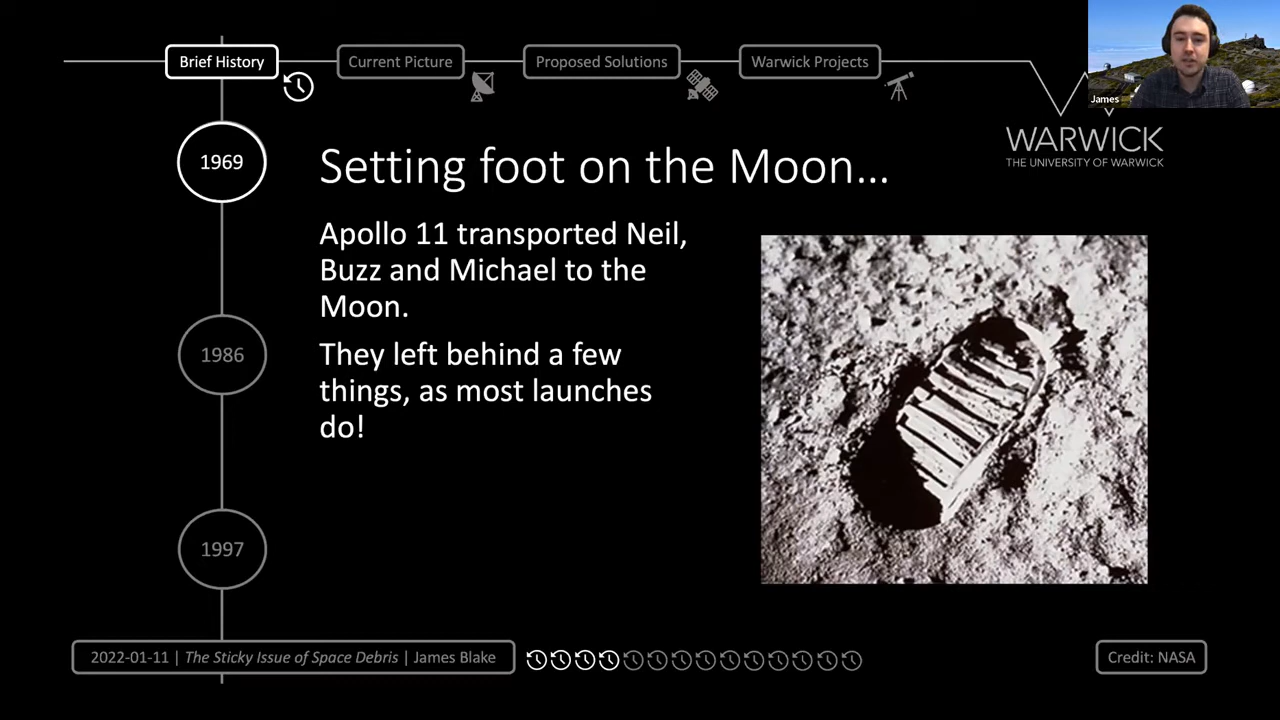 Brief History
Current Picture
Proposed Solutions
Warwick Projects
James
WARWICK
THE UNIVERSITY OF WARWICK
1969
Setting foot on the Moon...
Apollo 11 transported Neil,
Buzz and Michael to the
Moon.
They left behind a few
things, as most launches
do!
1986
1997
2022-01-11 | The Sticky Issue of Space Debris | James Blake
Credit: NASA